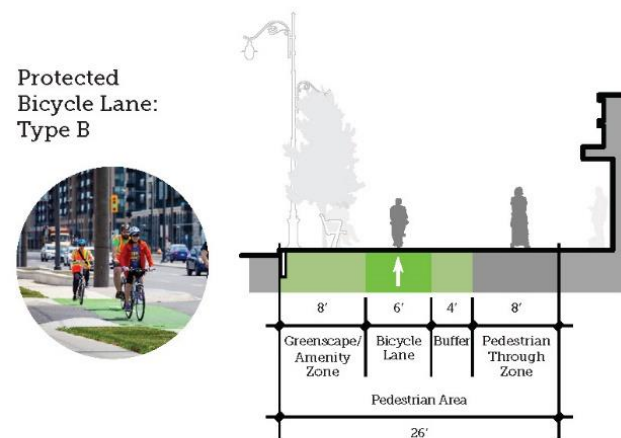 Protected
Bicycle Lane:
Type B
8' 6' 4' 8'
Greenscape/ Bicycle Buffer Pedestrian
Amenity Lane Through
Zone Zone
Pedestrian Area
26'